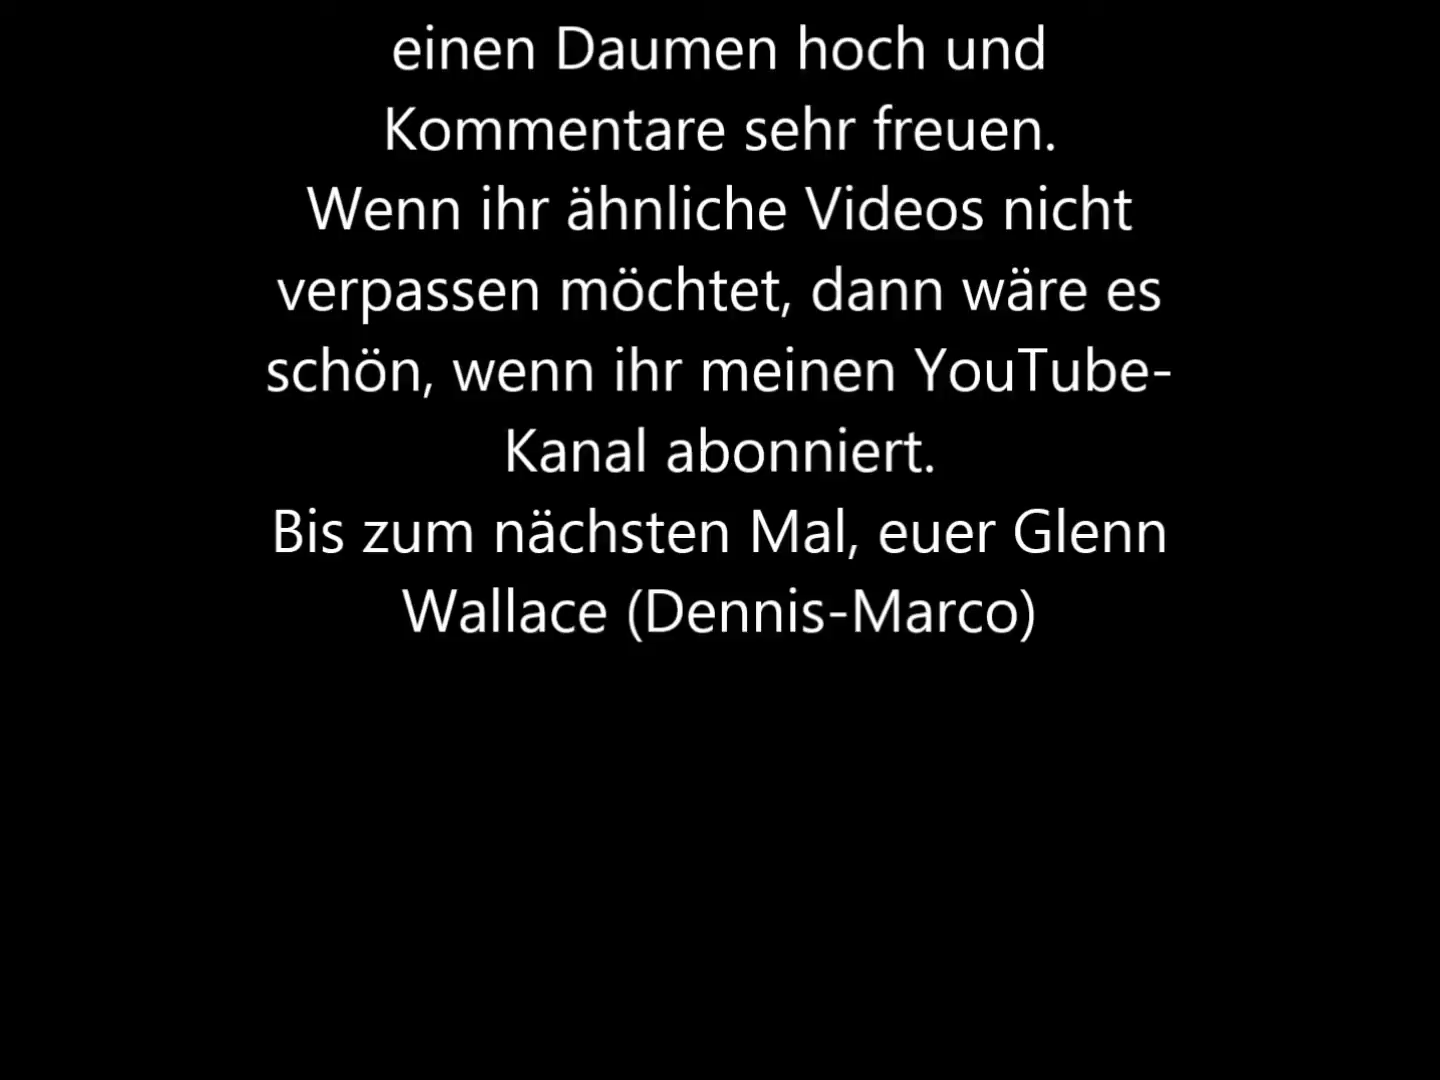 einen Daumen hoch und
Kommentare sehr freuen.
Wenn ihr ähnliche Videos nicht
verpassen möchtet, dann wäre es
schön, wenn ihr meinen YouTube-
Kanal abonniert.
Bis zum nächsten Mal, euer Glenn
Wallace (Dennis-Marco)